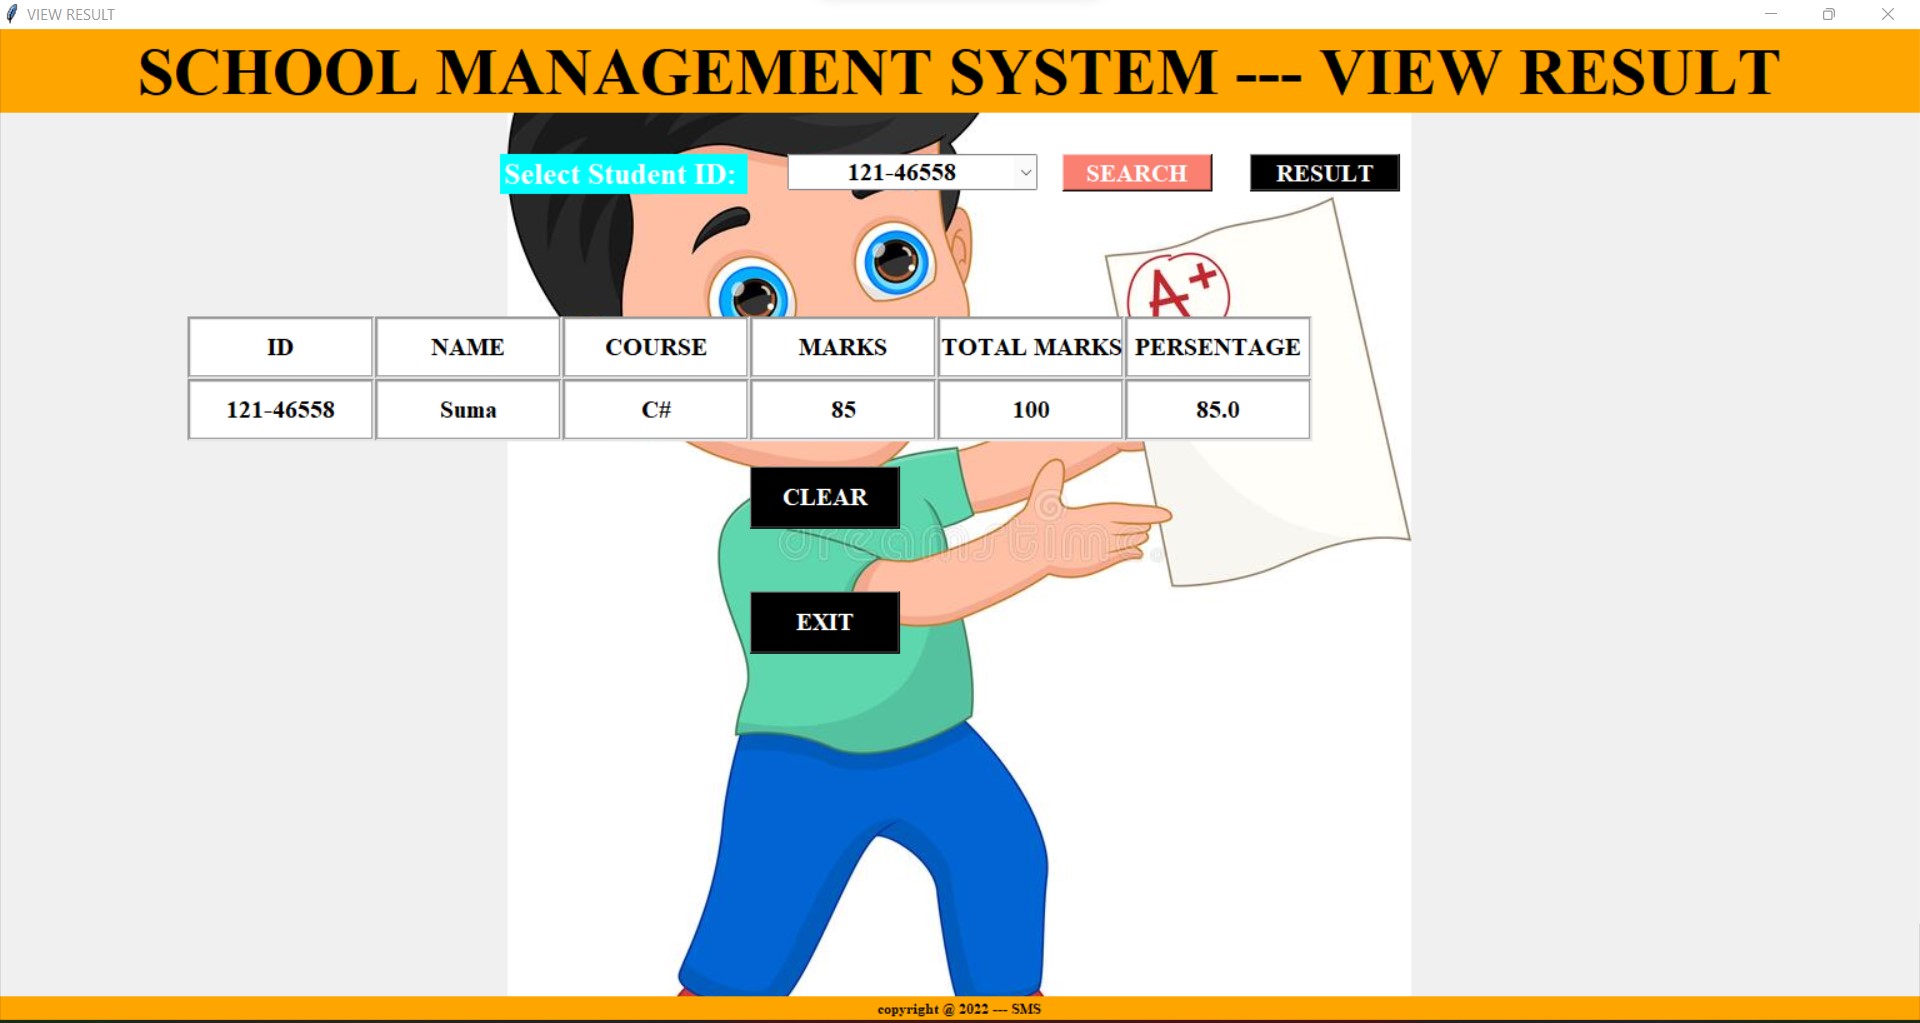 VIEW RESULT
SCHOOL MANAGEMENT SYSTEM --- VIEW RESULT
Select Student ID: 121-46558 SEARCH RESULT
A+
ID NAME COURSE MARKS TOTAL MARKS PERSENTAGE
121-46558 Suma C# 85 100 85.0
CLEAR
dreamstime
EXIT
copyright @ 2022 --- SMS